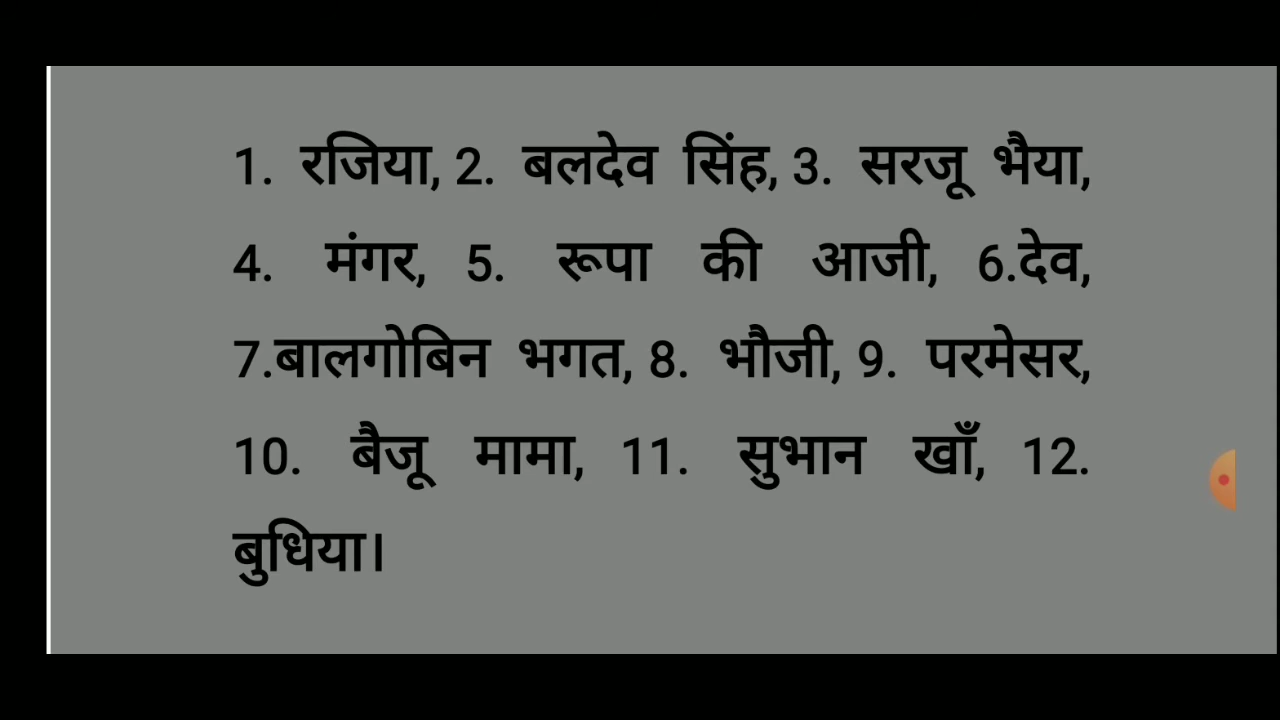 1. रजिया, 2. बलदेव सिंह, 3. सरजू भैया,
4. मंगर, 5. रूपा की आजी, 6.देव,
7.बालगोबिन भगत, 8. भौजी, 9. परमेसर,
10. बैजू मामा, 11. सुभान खाँ, 12.
बुधिया।